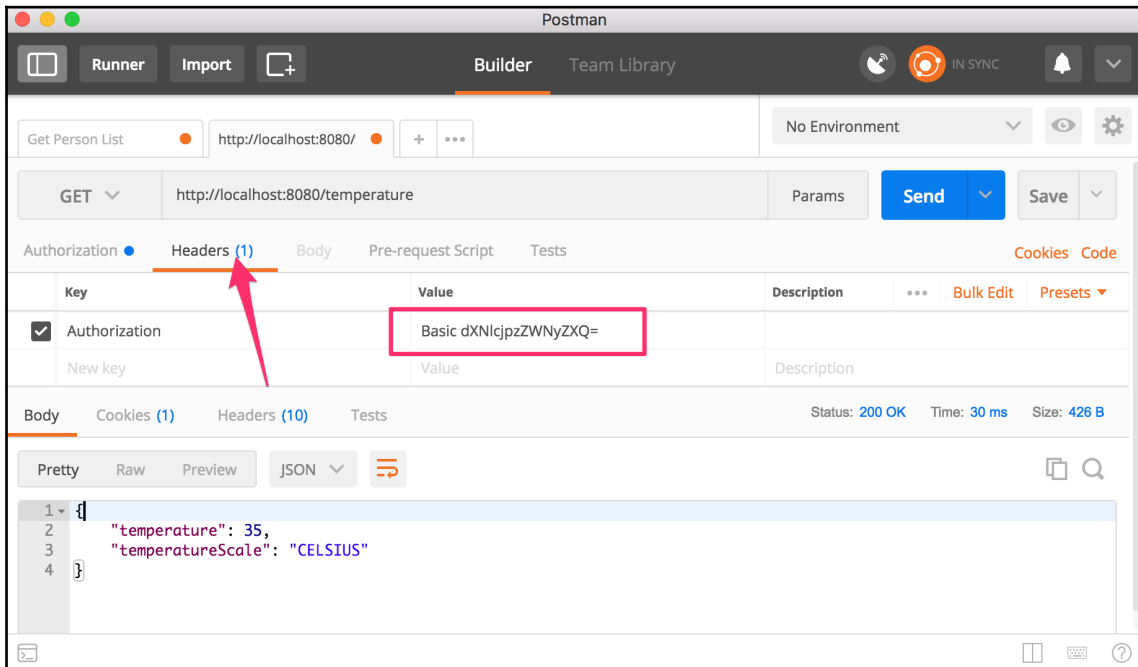 Postman
Runner Import Builder Team Library IN SYNC
Get Person List http://localhost:8080/ + ••• No Environment
GET http://localhost:8080/temperature Params Send Save
Authorization Headers (1) Body Pre-request Script Tests Cookies Code
Key Value Description ••• Bulk Edit Presets
Authorization Basic dXNlcjpzZWNyZXQ=
New key Value Description
Body Cookies (1) Headers (10) Tests Status: 200 OK Time: 30 ms Size: 426 B
Pretty Raw Preview JSON
1 {
2 "temperature": 35,
3 "temperatureScale": "CELSIUS"
4 }